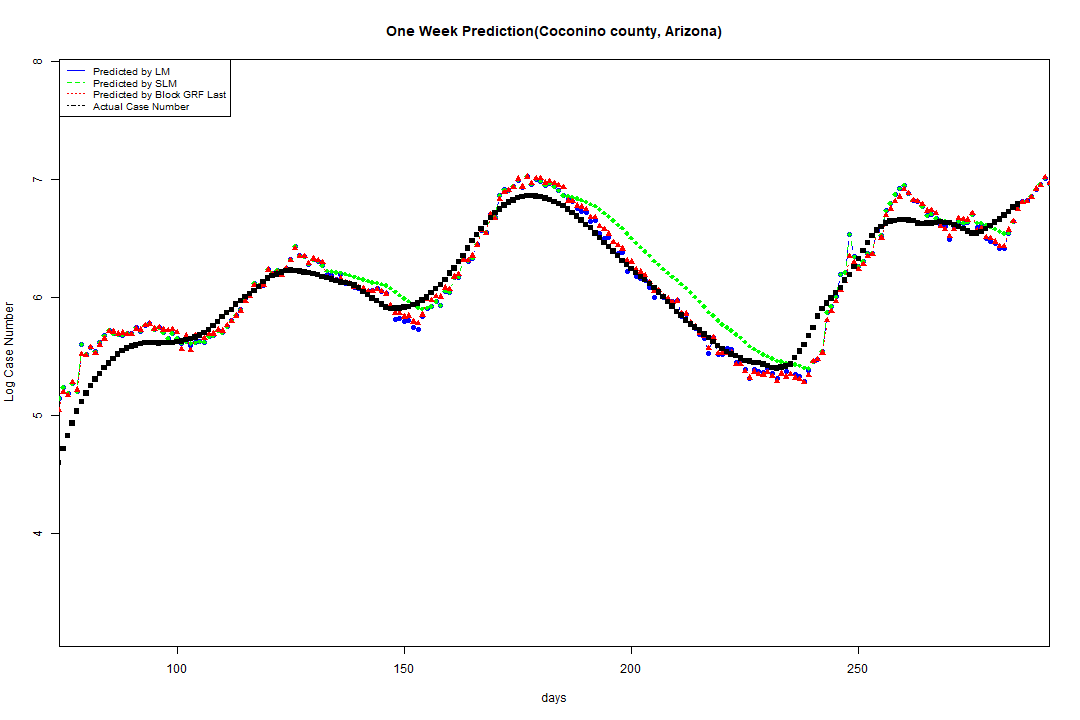 One Week Prediction(Coconino county, Arizona)
Predicted by LM
Predicted by SLM
Predicted by Block GRF Last
Actual Case Number
8
7
6
5
4
Log Case Number
100 150 200 250
days